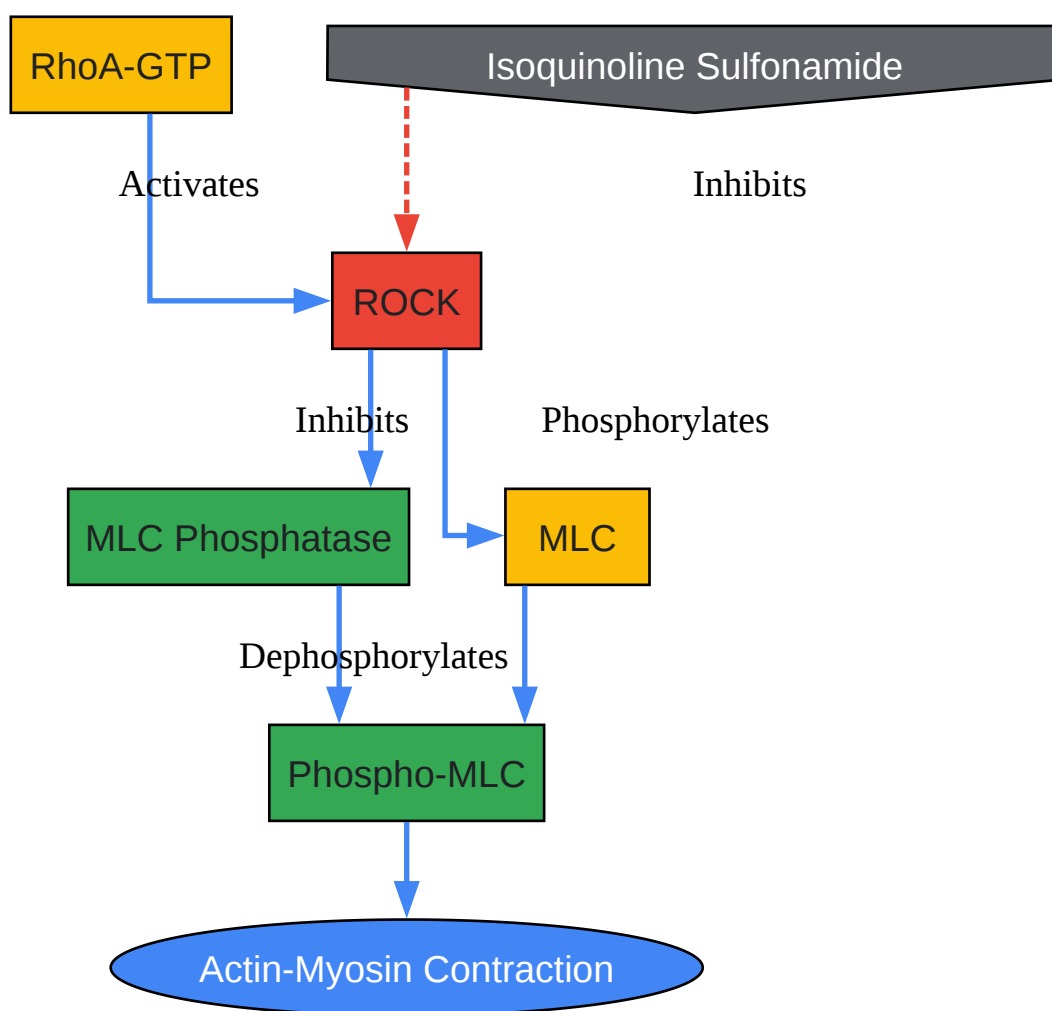 RhoA-GTP
Isoquinoline Sulfonamide
Activates
Inhibits
ROCK
Inhibits
Phosphorylates
MLC Phosphatase
MLC
Dephosphorylates
Phospho-MLC
Actin-Myosin Contraction